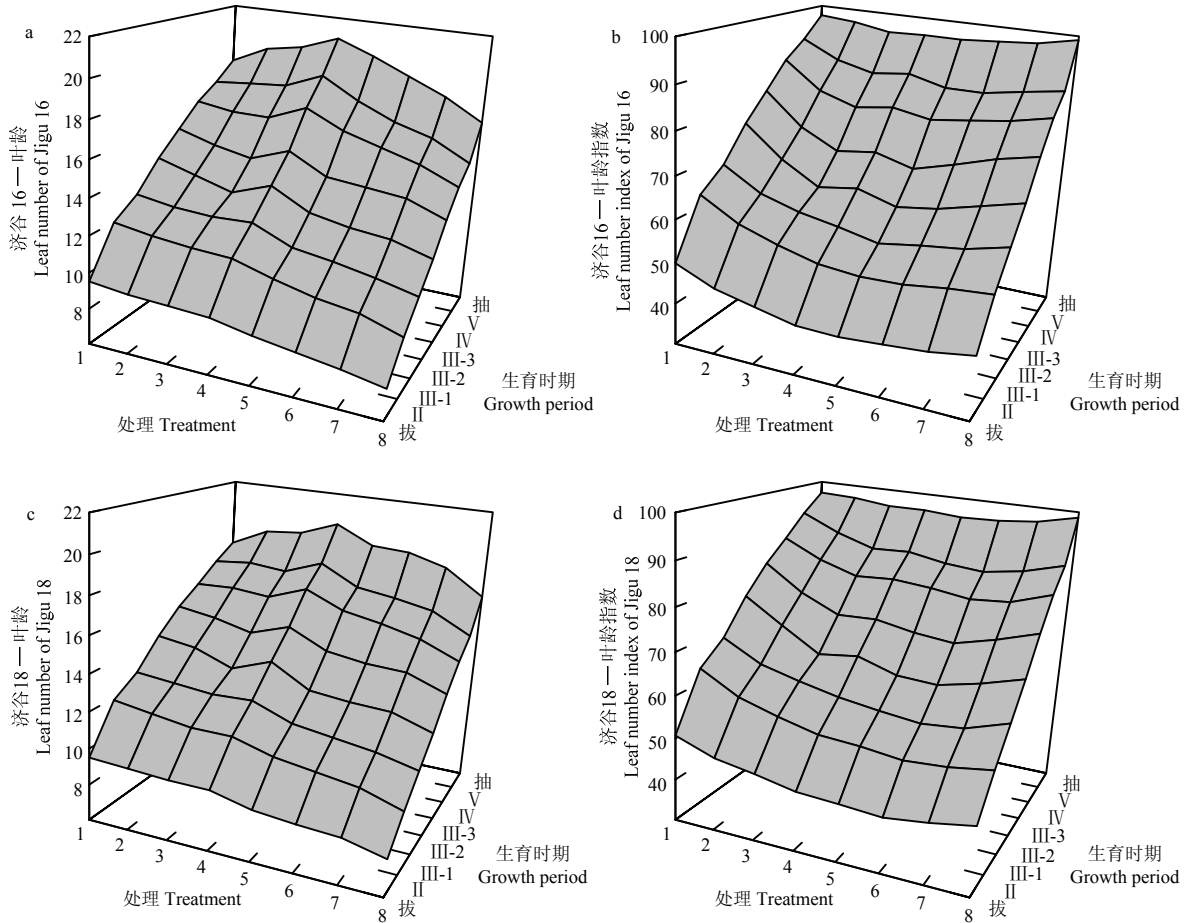 a
22
20
18
16
14
12
10
8
济谷 16 — 叶龄
Leaf number of Jigu 16
1
2
3
4
5
6
7
8
处理 Treatment
拔
Ⅱ
Ⅲ-1
Ⅲ-2
Ⅲ-3
Ⅳ
Ⅴ
抽
生育时期
Growth period
b
100
90
80
70
60
50
40
济谷16 — 叶龄指数
Leaf number index of Jigu 16
1
2
3
4
5
6
7
8
处理 Treatment
拔
Ⅱ
Ⅲ-1
Ⅲ-2
Ⅲ-3
Ⅳ
Ⅴ
抽
生育时期
Growth period
c
22
20
18
16
14
12
10
8
济谷18 — 叶龄
Leaf number of Jigu 18
1
2
3
4
5
6
7
8
处理 Treatment
拔
Ⅱ
Ⅲ-1
Ⅲ-2
Ⅲ-3
Ⅳ
Ⅴ
抽
生育时期
Growth period
d
100
90
80
70
60
50
40
济谷18 — 叶龄指数
Leaf number index of Jigu 18
1
2
3
4
5
6
7
8
处理 Treatment
拔
Ⅱ
Ⅲ-1
Ⅲ-2
Ⅲ-3
Ⅳ
Ⅴ
抽
生育时期
Growth period